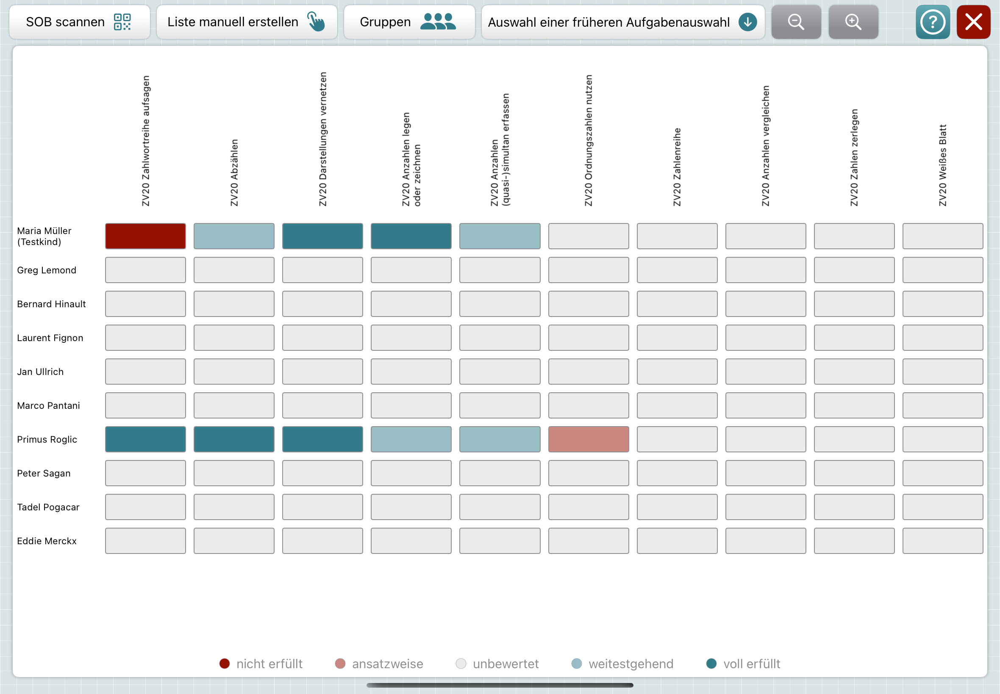 SOB scannen
Liste manuell erstellen
Gruppen
Auswahl einer früheren Aufgabenauswahl
?
ZV20 Zahlwortreihe aufsagen
ZV20 Abzählen
ZV20 Darstellungen vernetzen
ZV20 Anzahlen legen
oder zeichnen
ZV20 Anzahlen
(quasi-)simultan erfassen
ZV20 Ordnungszahlen nutzen
ZV20 Zahlenreihe
ZV20 Anzahlen vergleichen
ZV20 Zahlen zerlegen
ZV20 Weißes Blatt
Maria Müller
(Testkind)
Greg Lemond
Bernard Hinault
Laurent Fignon
Jan Ullrich
Marco Pantani
Primus Roglic
Peter Sagan
Tadel Pogacar
Eddie Merckx
nicht erfüllt
ansatzweise
unbewertet
weitestgehend
voll erfüllt